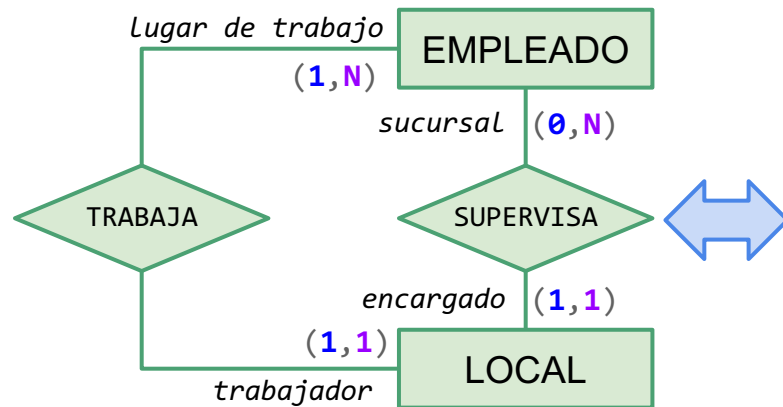 lugar de trabajo
EMPLEADO
(1,N)
sucursal (0,N)
TRABAJA
SUPERVISA
encargado (1,1)
(1,1)
LOCAL
trabajador